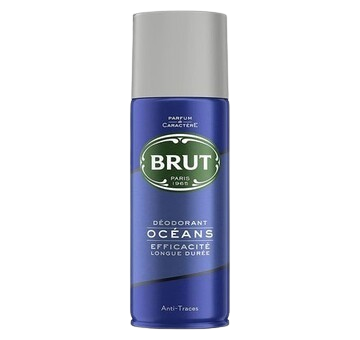 PARFUM
de
CARACTÈRE
BRUT
PARIS
1965
DÉODORANT
OCÉANS
EFFICACITÉ
LONGUE DURÉE
Anti-Traces